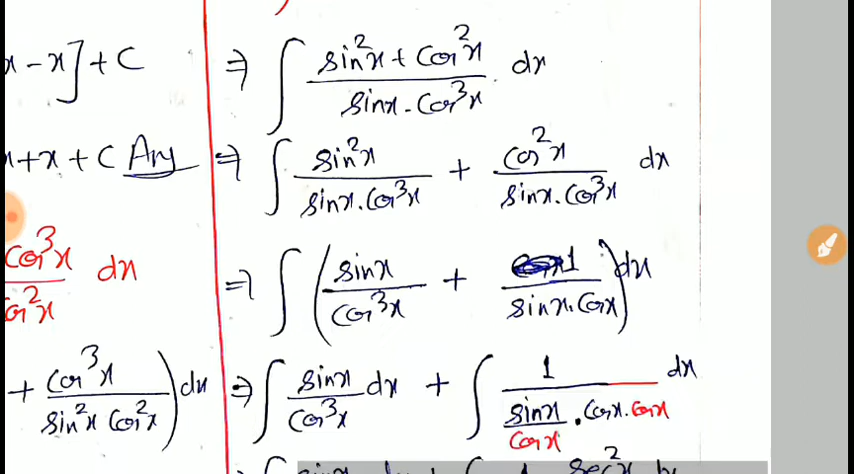 x - x] + C
⇒ ∫ (sin²x + cos²x)/(sinx · cos³x) dx
x + x + C Ans
⇒ ∫ sin²x/(sinx · cos³x) + cos²x/(sinx · cos³x) dx
cos³x/cos²x dx
⇒ ∫ (sinx/cos³x + 1/(sinx · cosx)) dx
+ cos³x/(sin²x cos²x)) dx
⇒ ∫ sinx/cos³x dx + ∫ 1/((sinx/cosx) · cosx · cosx) dx